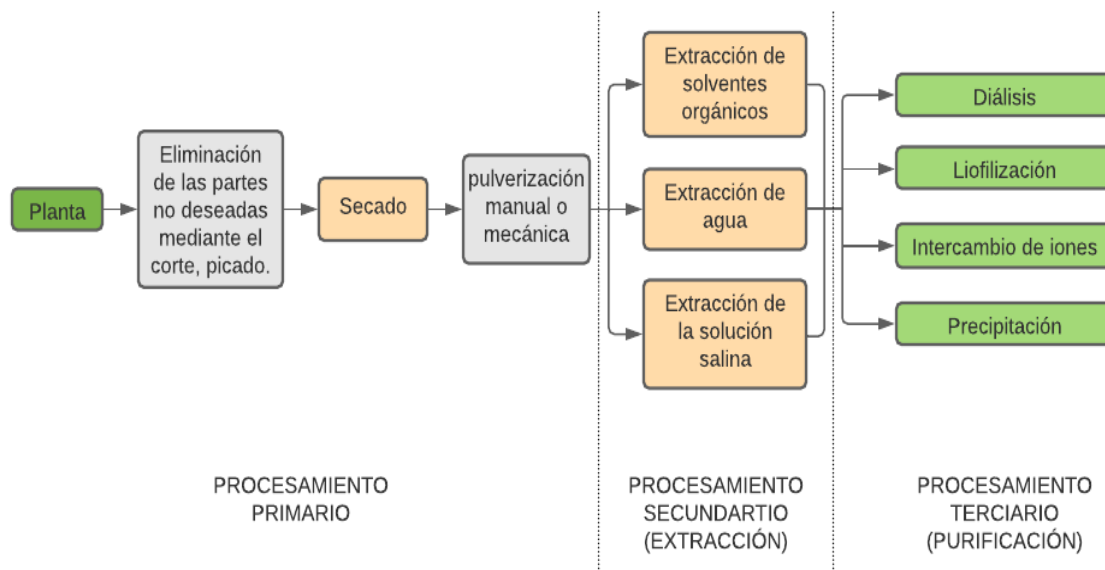 Planta
Eliminación
de las partes
no deseadas
mediante el
corte, picado.
Secado
pulverización
manual o
mecánica
Extracción de
solventes
orgánicos
Extracción de
agua
Extracción de
la solución
salina
Diálisis
Liofilización
Intercambio de iones
Precipitación
PROCESAMIENTO
PRIMARIO
PROCESAMIENTO
SECUNDARTIO
(EXTRACCIÓN)
PROCESAMIENTO
TERCIARIO
(PURIFICACIÓN)